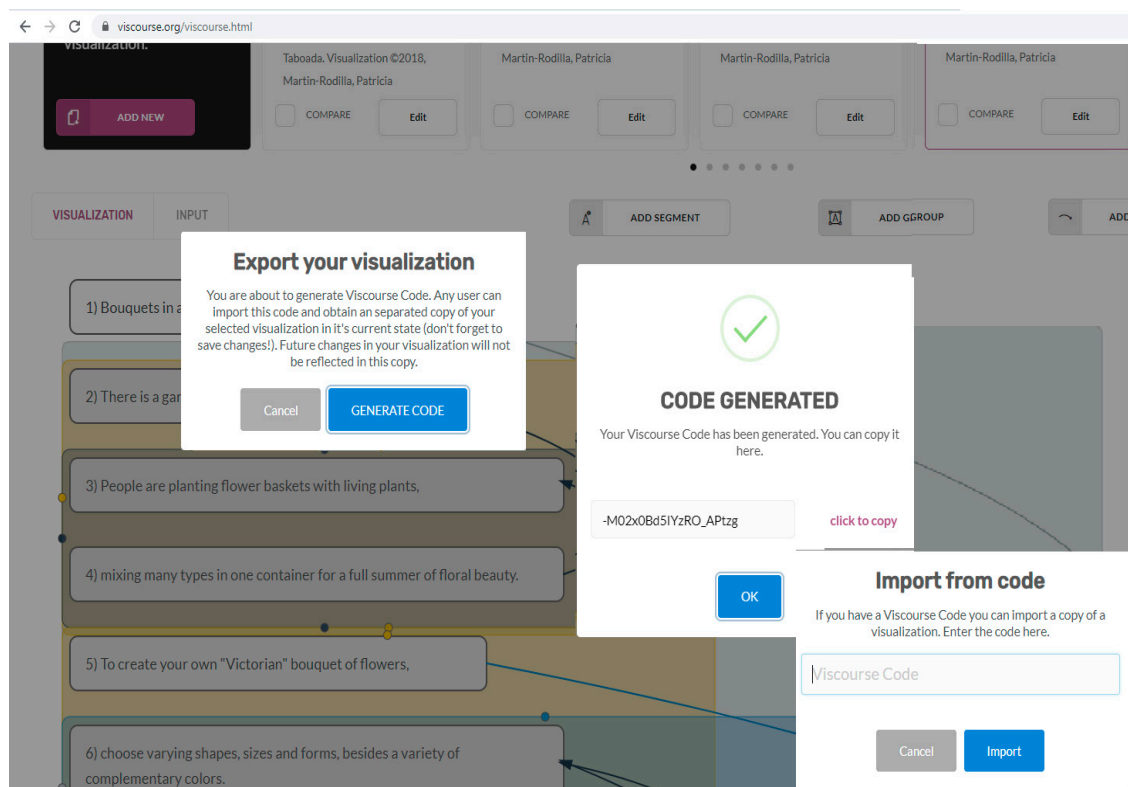 viscourse.org/viscourse.html
visualization.
ADD NEW
Taboada. Visualization ©2018,
Martin-Rodilla, Patricia
COMPARE
Edit
Martin-Rodilla, Patricia
COMPARE
Edit
Martin-Rodilla, Patricia
COMPARE
Edit
Martin-Rodilla, Patricia
COMPARE
Edit
VISUALIZATION
INPUT
ADD SEGMENT
ADD GGROUP
ADD
1) Bouquets in a
2) There is a gar
3) People are planting flower baskets with living plants,
4) mixing many types in one container for a full summer of floral beauty.
5) To create your own "Victorian" bouquet of flowers,
6) choose varying shapes, sizes and forms, besides a variety of
complementary colors.
Export your visualization
You are about to generate Viscourse Code. Any user can
import this code and obtain an separated copy of your
selected visualization in it's current state (don't forget to
save changes!). Future changes in your visualization will not
be reflected in this copy.
Cancel
GENERATE CODE
CODE GENERATED
Your Viscourse Code has been generated. You can copy it
here.
-M02x0Bd5IYzRO_APtzg
click to copy
OK
Import from code
If you have a Viscourse Code you can import a copy of a
visualization. Enter the code here.
Viscourse Code
Cancel
Import